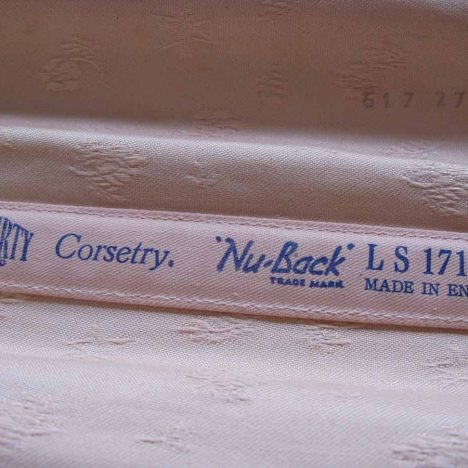 617 27
Corsetry. "Nu-Back" L S 171
TRADE MARK MADE IN EN